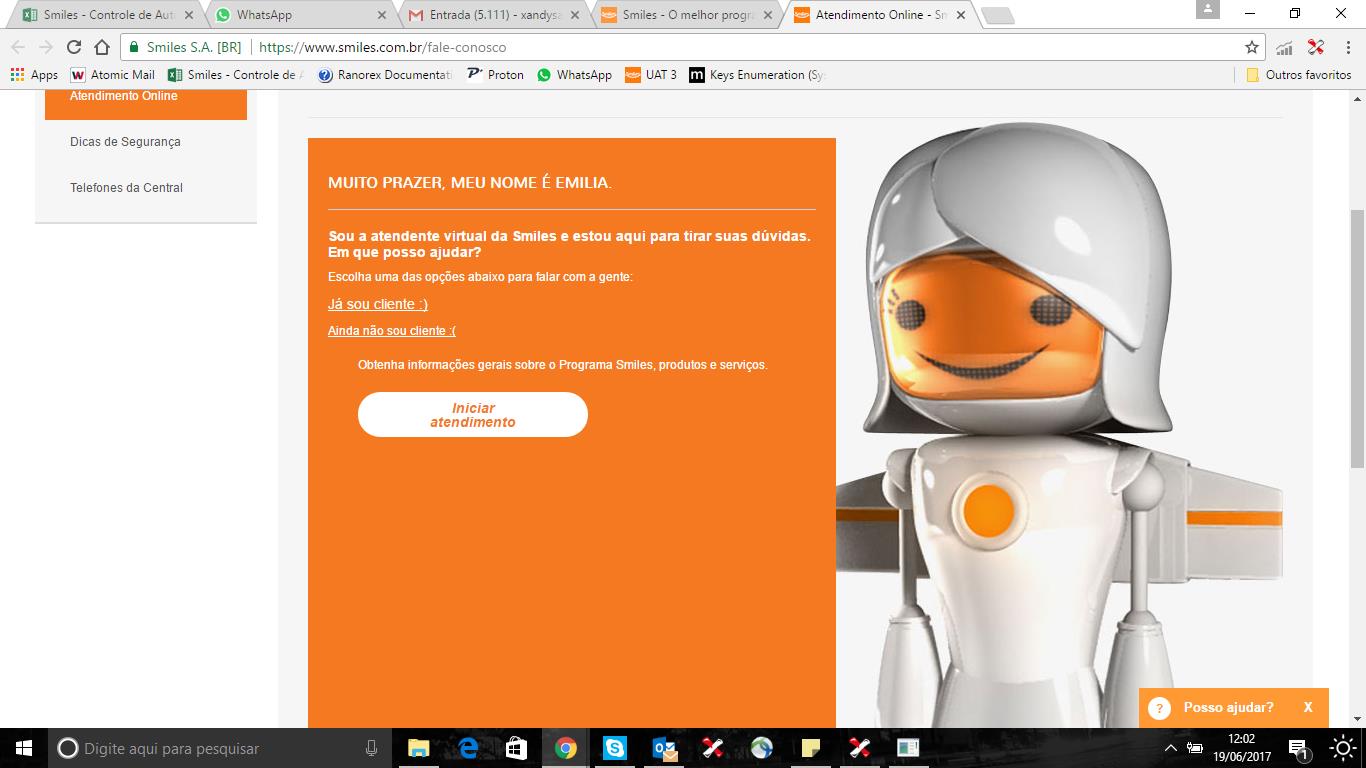 Smiles - Controle de Aut
WhatsApp
Entrada (5.111) - xandysa
Smiles - O melhor progra
Atendimento Online - Sm
Smiles S.A. [BR] | https://www.smiles.com.br/fale-conosco
Apps
Atomic Mail
Smiles - Controle de A
Ranorex Documentati
Proton
WhatsApp
UAT 3
Keys Enumeration (Sy
Outros favoritos
Atendimento Online
Dicas de Segurança
Telefones da Central
MUITO PRAZER, MEU NOME É EMILIA.
Sou a atendente virtual da Smiles e estou aqui para tirar suas dúvidas.
Em que posso ajudar?
Escolha uma das opções abaixo para falar com a gente:
Já sou cliente :)
Ainda não sou cliente :(
Obtenha informações gerais sobre o Programa Smiles, produtos e serviços.
Iniciar
atendimento
? Posso ajudar? X
Digite aqui para pesquisar
12:02
19/06/2017
1